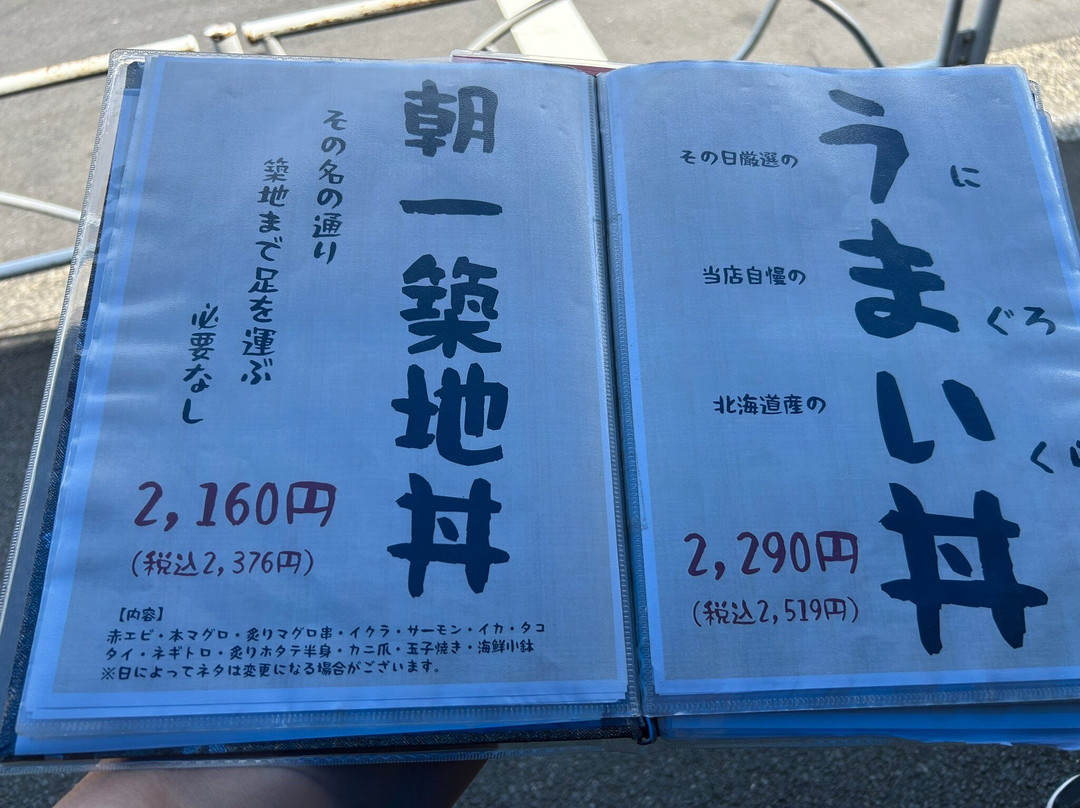 朝一築地丼
その名の通り
築地まで足を運ぶ
必要なし
2,160円
(税込2,376円)
【内容】
赤エビ・本マグロ・炙りマグロ串・イクラ・サーモン・イカ・タコ
タイ・ネギトロ・炙りホタテ半身・カニ爪・玉子焼き・海鮮小鉢
※日によってネタは変更になる場合がございます。
うまい丼
その日厳選の
に
当店自慢の
ぐろ
北海道産の
く
2,290円
(税込2,519円)